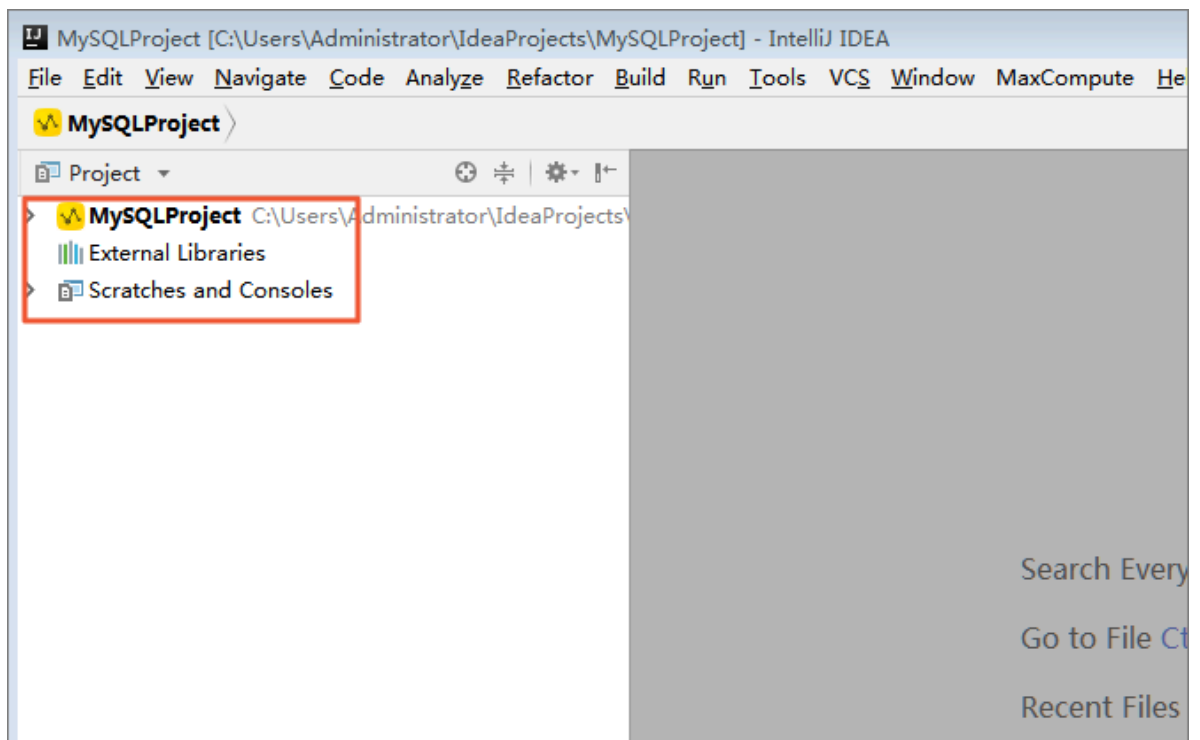 MySQLProject [C:\Users\Administrator\IdeaProjects\MySQLProject] - IntelliJ IDEA
File Edit View Navigate Code Analyze Refactor Build Run Tools VCS Window MaxCompute He
MySQLProject
Project
MySQLProject C:\Users\Administrator\IdeaProjects\
External Libraries
Scratches and Consoles
Search Every
Go to File Ct
Recent Files